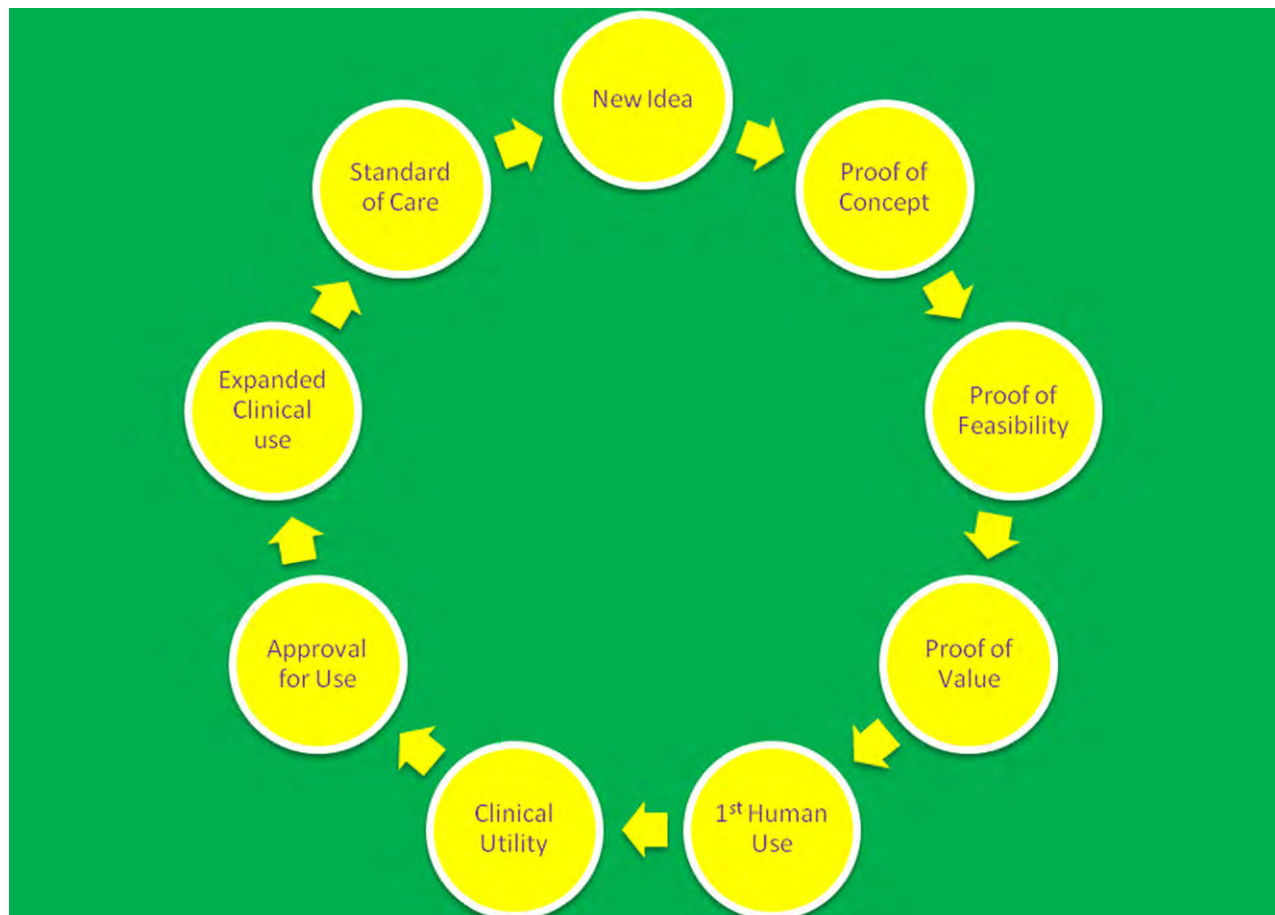 New Idea
Proof of
Concept
Proof of
Feasibility
Proof of
Value
1st Human
Use
Clinical
Utility
Approval
for Use
Expanded
Clinical
use
Standard
of Care